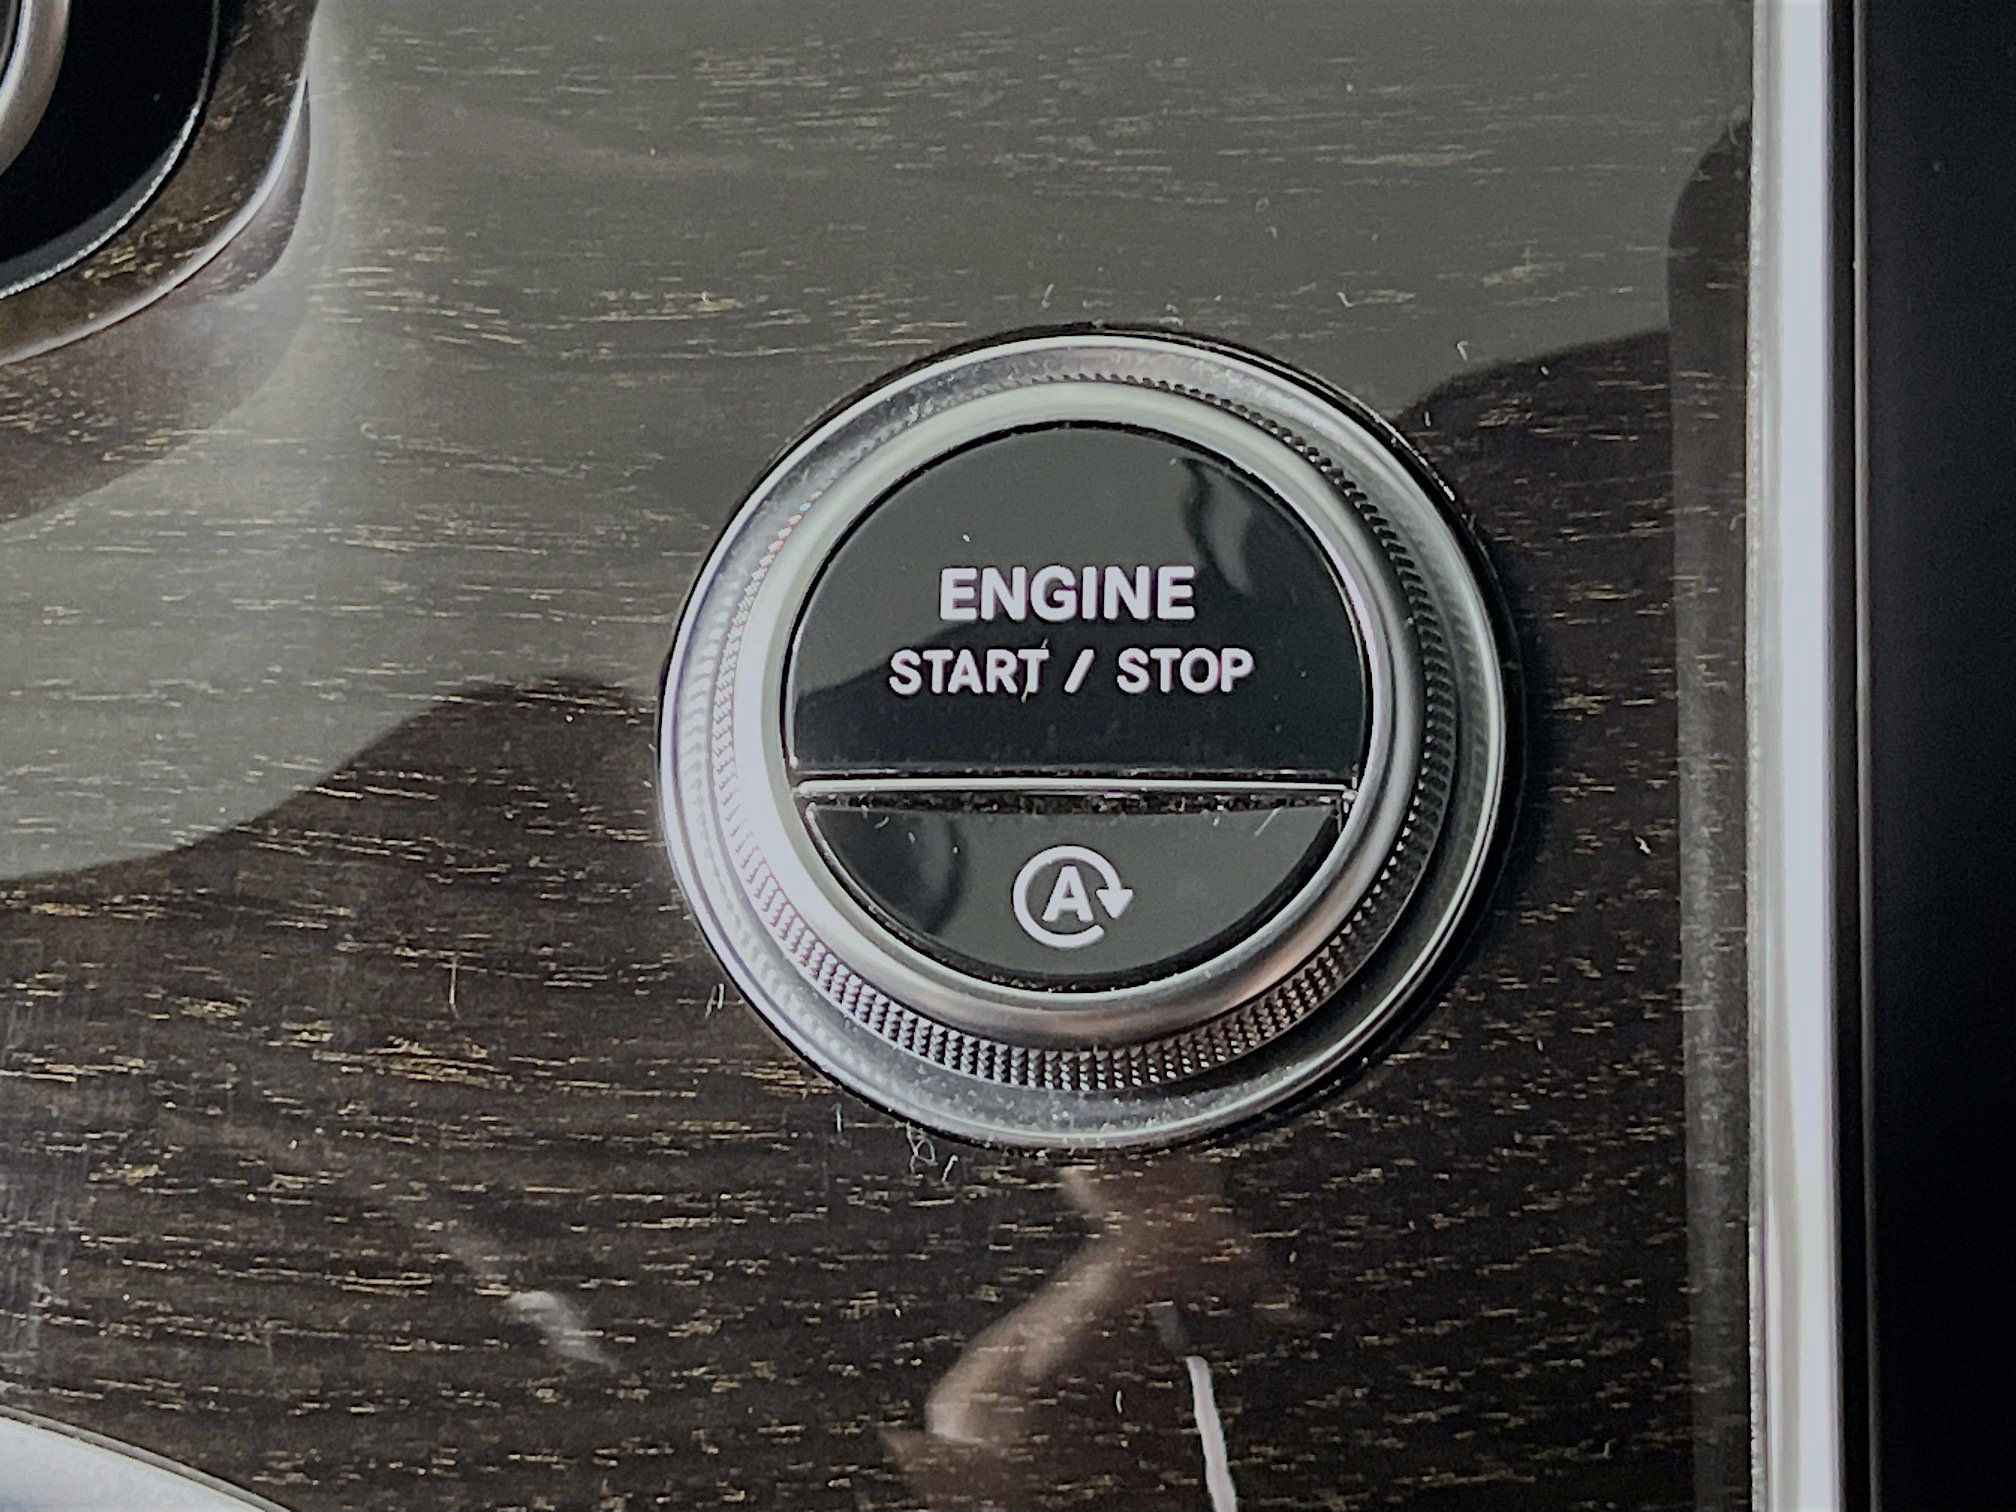 ENGINE
START / STOP
A